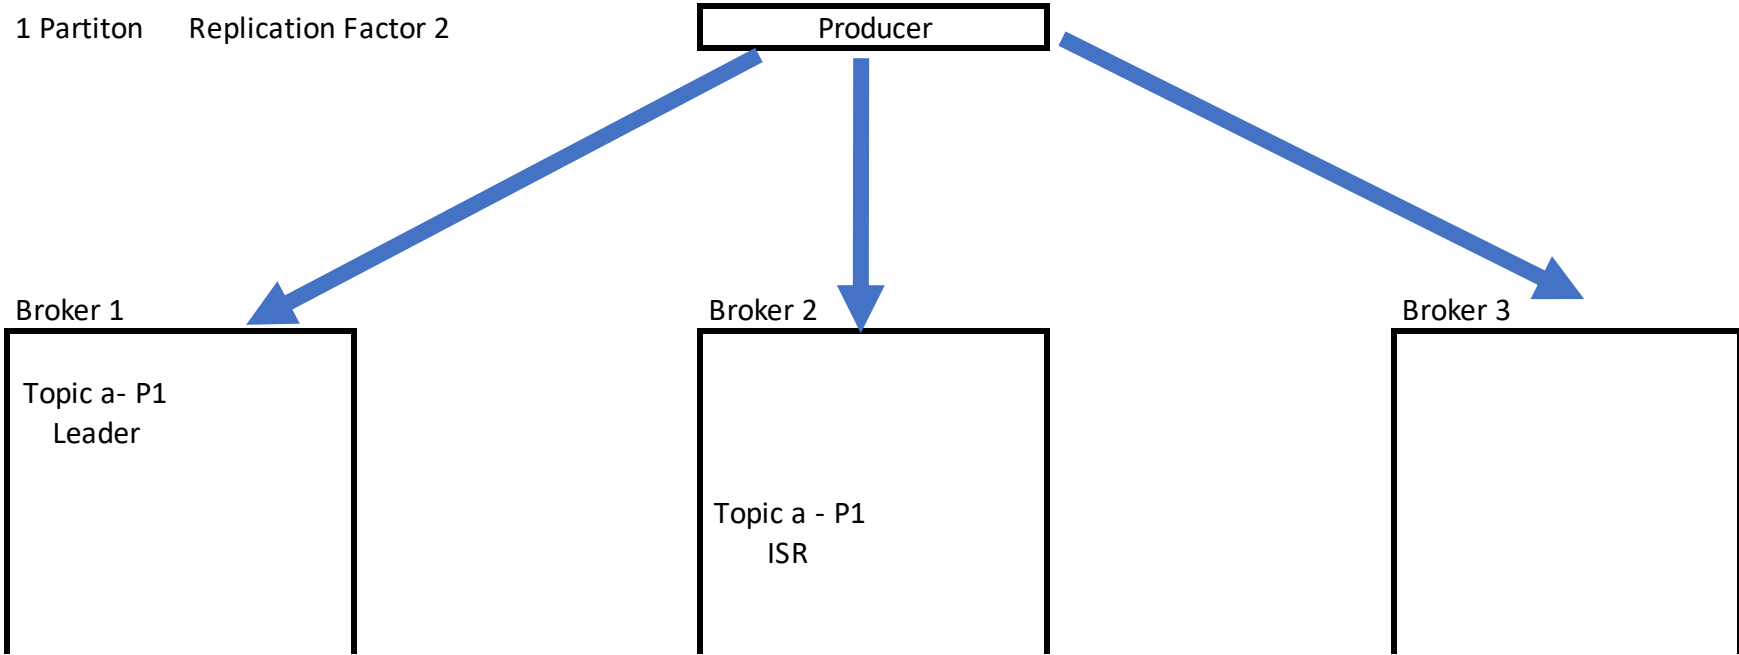 1 Partiton Replication Factor 2
Producer
Broker 1
Broker 2
Broker 3
Topic a- P1
Leader
Topic a - P1
ISR